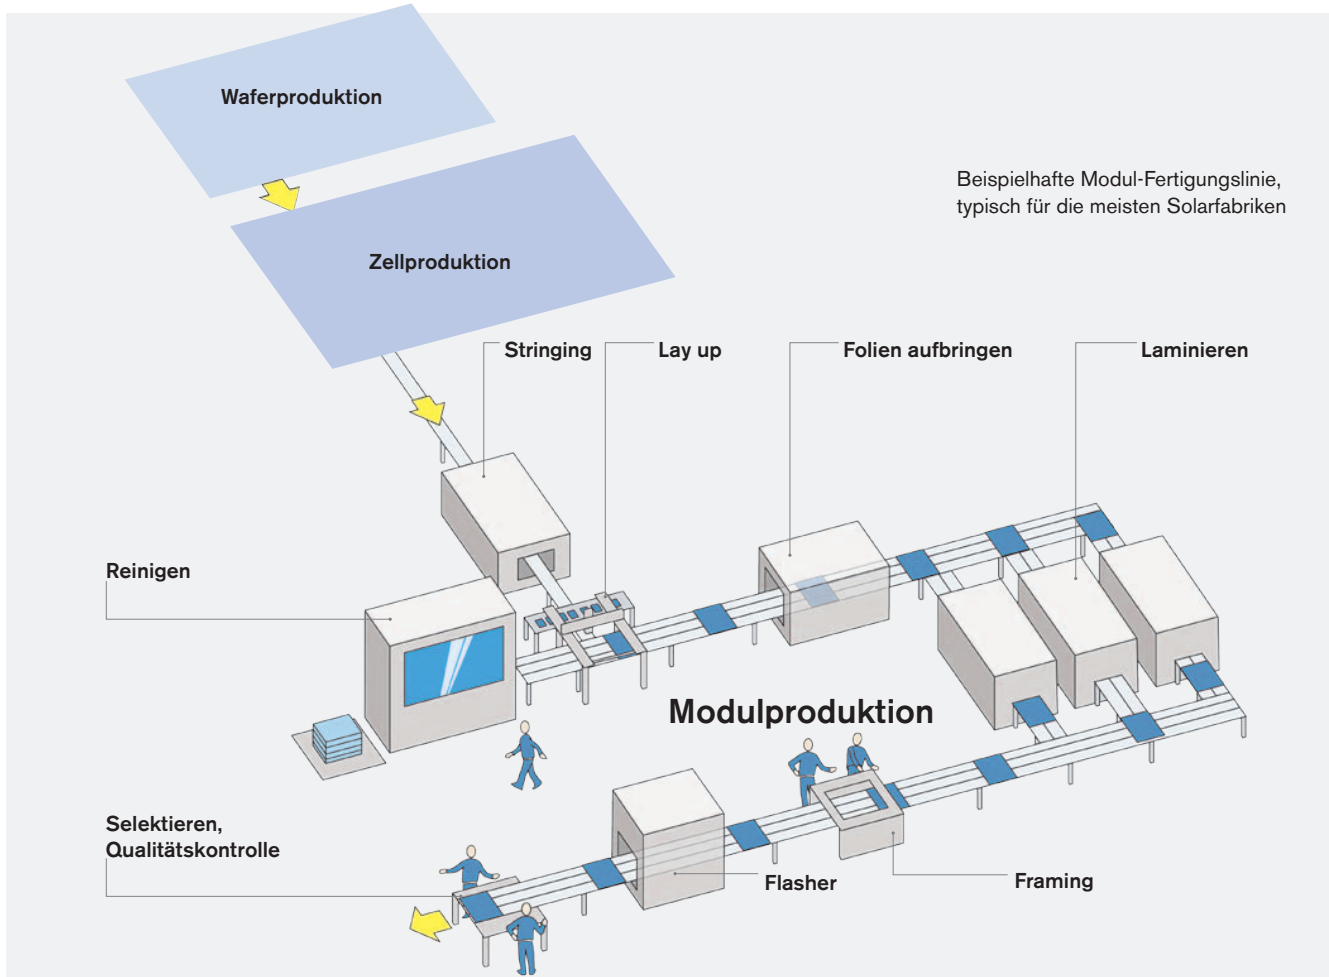 Waferproduktion
Zellproduktion
Beispielhafte Modul-Fertigungslinie,
typisch für die meisten Solarfabriken
Stringing
Lay up
Folien aufbringen
Laminieren
Reinigen
Modulproduktion
Selektieren,
Qualitätskontrolle
Flasher
Framing